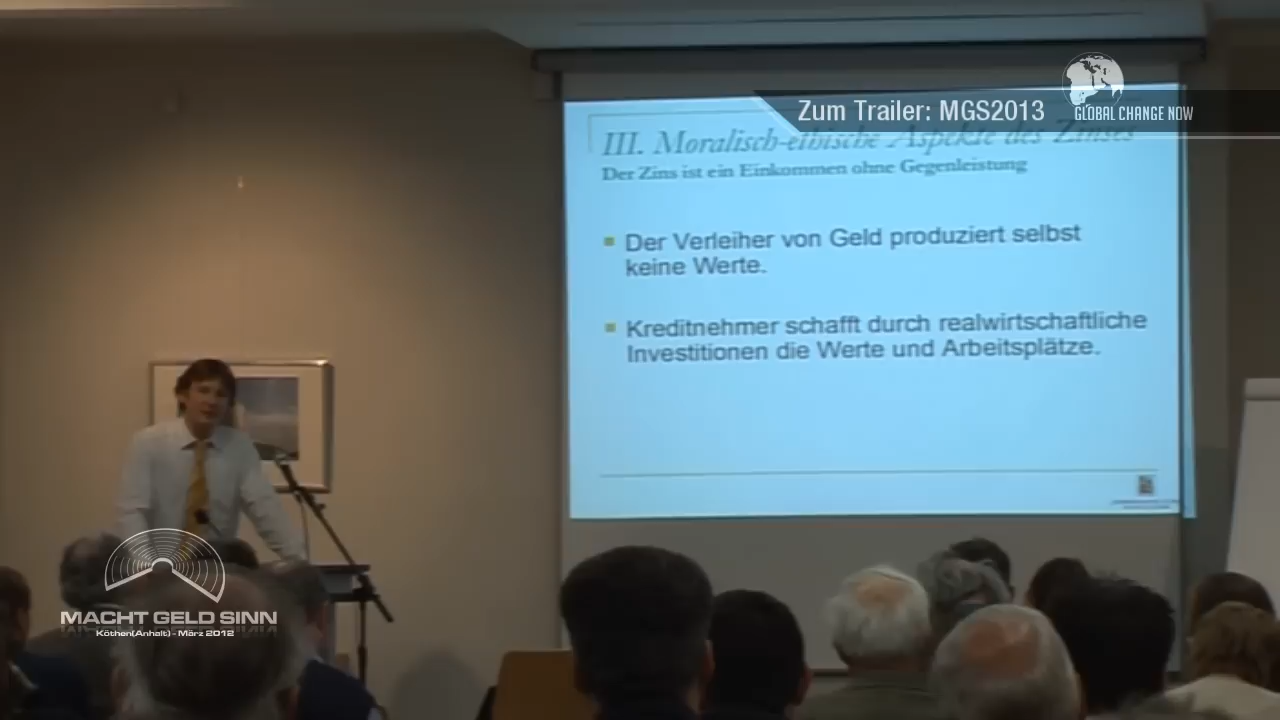 Zum Trailer: MGS2013
GLOBAL CHANGE NOW
III. Moralisch-ethische Aspekte des Zinses
Der Zins ist ein Einkommen ohne Gegenleistung
Der Verleiher von Geld produziert selbst
keine Werte.
Kreditnehmer schafft durch realwirtschaftliche
Investitionen die Werte und Arbeitsplätze.
MACHT GELD SINN
Köthen(Anhalt) - März 2012